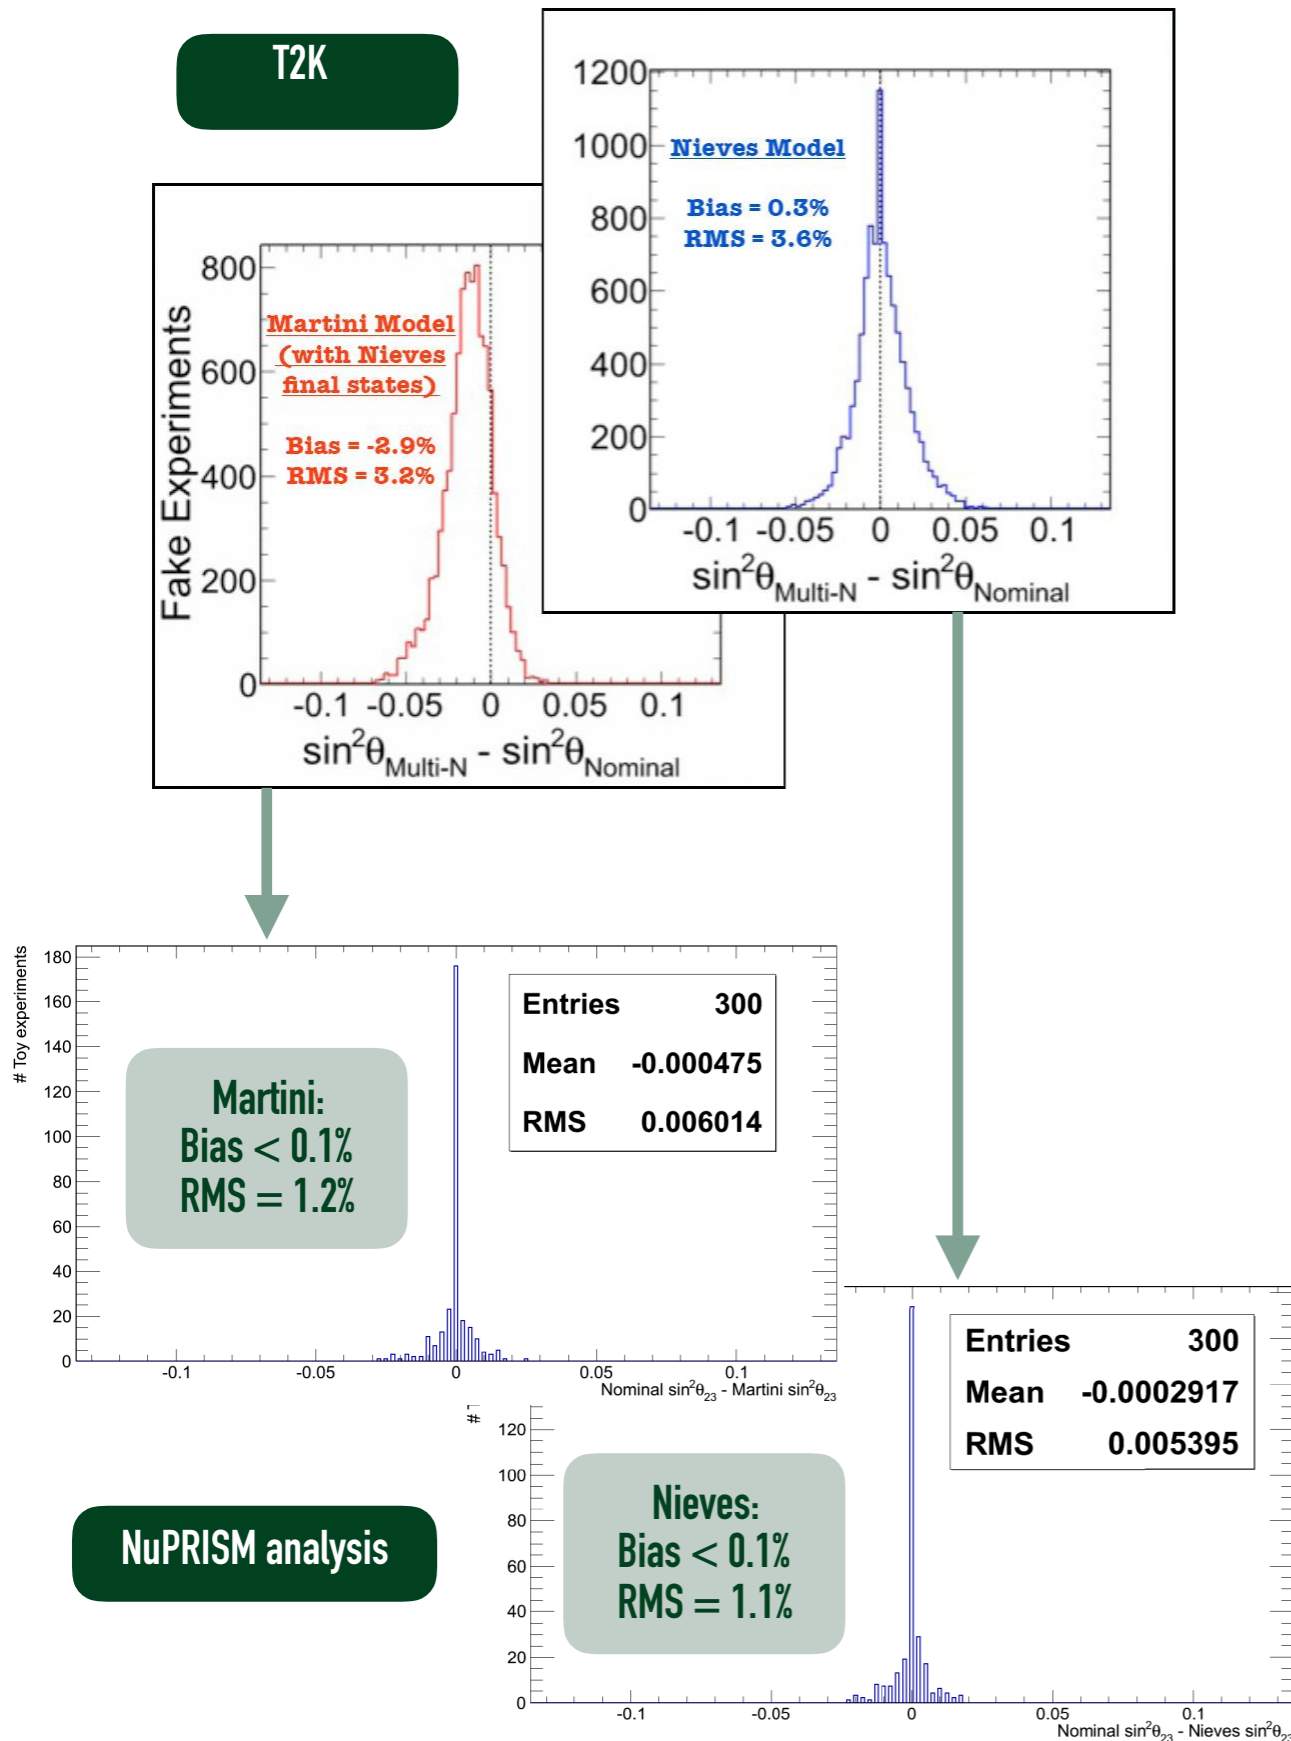 T2K
1200
1000
800
600
400
200
0
Nieves Model
Bias = 0.3%
RMS = 3.6%
-0.1 -0.05 0 0.05 0.1
sin²θMulti-N - sin²θNominal
Fake Experiments
800
600
400
200
0
Martini Model
(with Nieves
final states)
Bias = -2.9%
RMS = 3.2%
-0.1 -0.05 0 0.05 0.1
sin²θMulti-N - sin²θNominal
# Toy experiments
180
160
140
120
100
80
60
40
20
0
Martini:
Bias < 0.1%
RMS = 1.2%
Entries 300
Mean -0.000475
RMS 0.006014
-0.1 -0.05 0 0.05 0.1
Nominal sin²θ23 - Martini sin²θ23
#
120
100
80
60
40
20
0
Entries 300
Mean -0.0002917
RMS 0.005395
Nieves:
Bias < 0.1%
RMS = 1.1%
NuPRISM analysis
-0.1 -0.05 0 0.05 0.1
Nominal sin²θ23 - Nieves sin²θ23